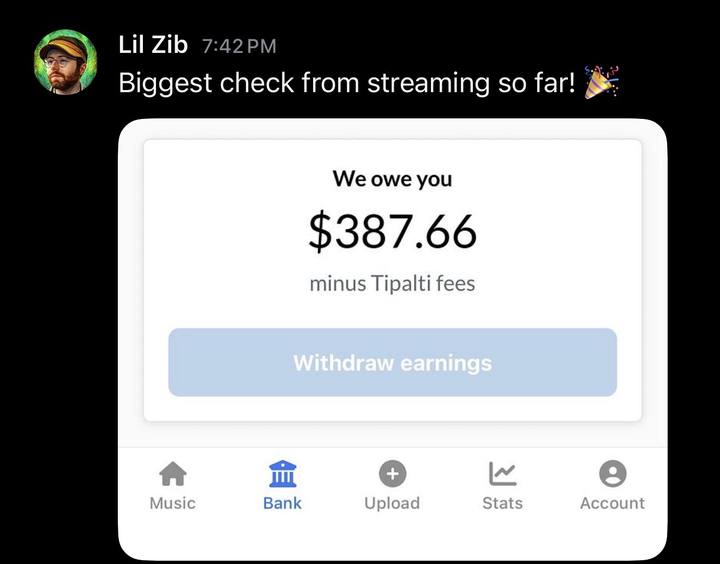 Lil Zib 7:42 PM
Biggest check from streaming so far! 🎉
We owe you
$387.66
minus Tipalti fees
Withdraw earnings
Music Bank Upload Stats Account